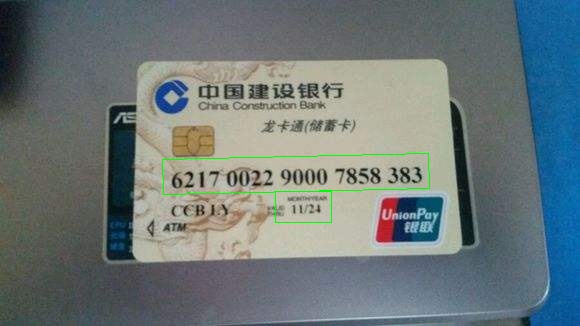 中国建设银行
China Construction Bank
龙卡通(储蓄卡)
6217 0022 9000 7858 383
MONTH/YEAR
CCB LY VALID THRU 11/24
ATM
UnionPay
银联